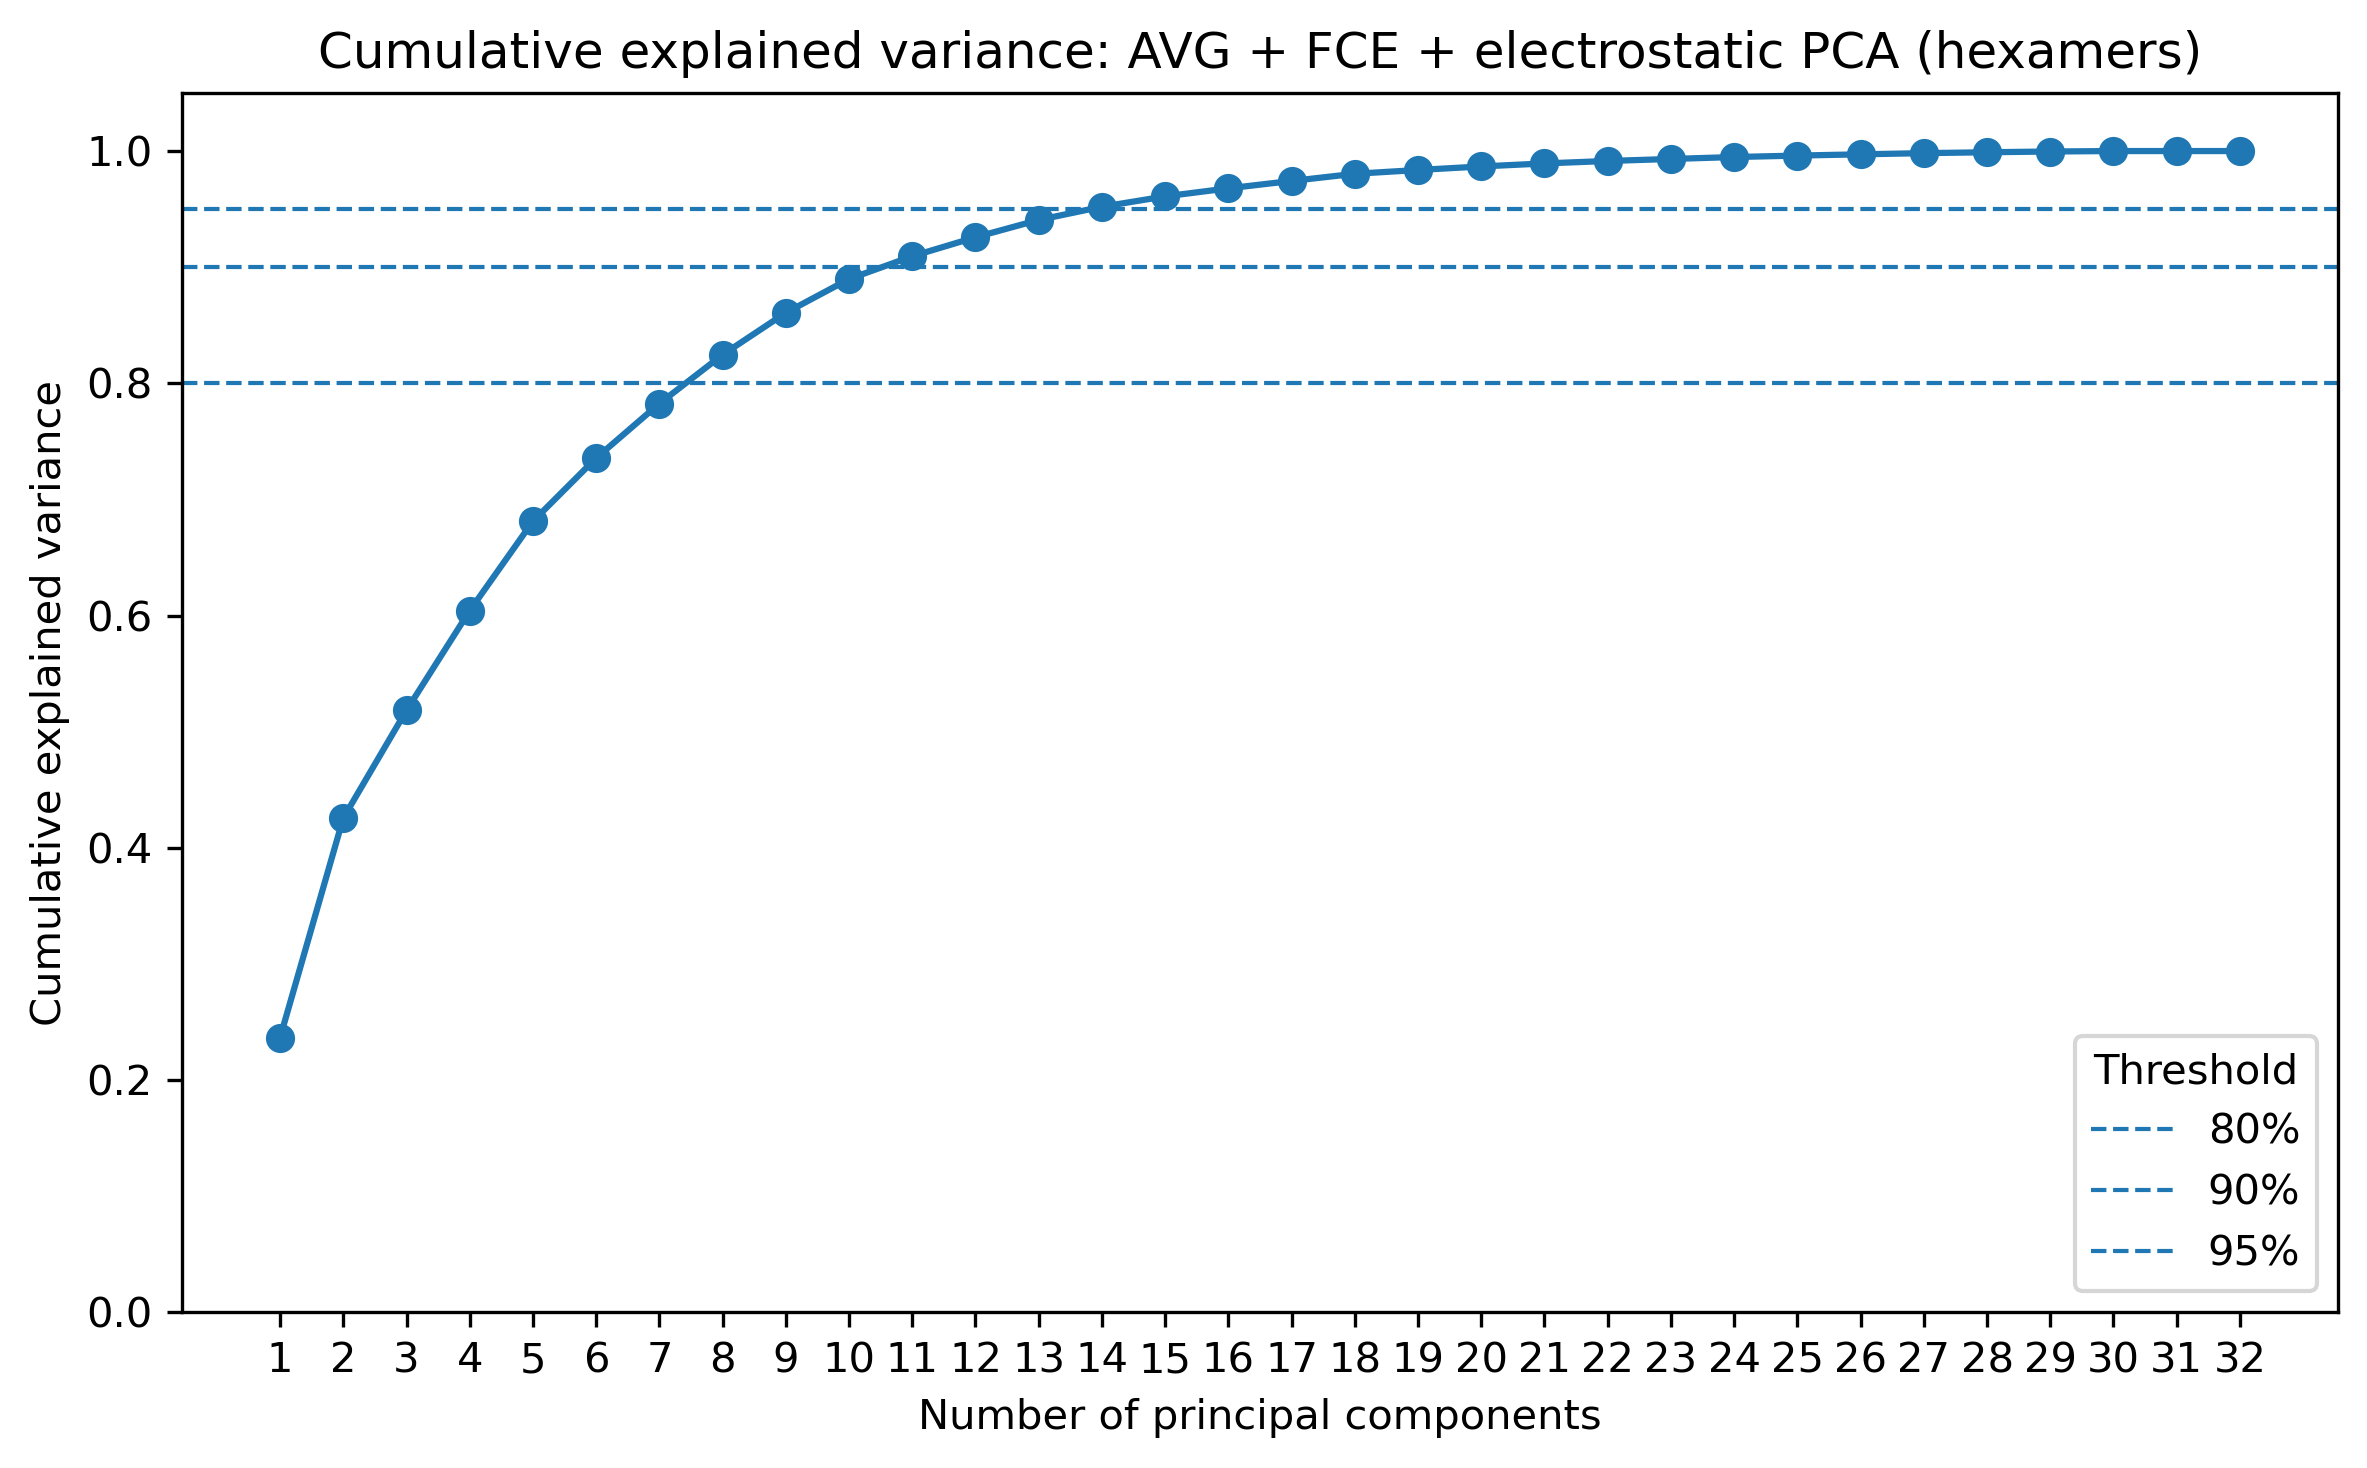 Cumulative explained variance: AVG + FCE + electrostatic PCA (hexamers)
Cumulative explained variance
1.0
0.8
0.6
0.4
0.2
0.0
Threshold
80%
90%
95%
1 2 3 4 5 6 7 8 9 10 11 12 13 14 15 16 17 18 19 20 21 22 23 24 25 26 27 28 29 30 31 32
Number of principal components